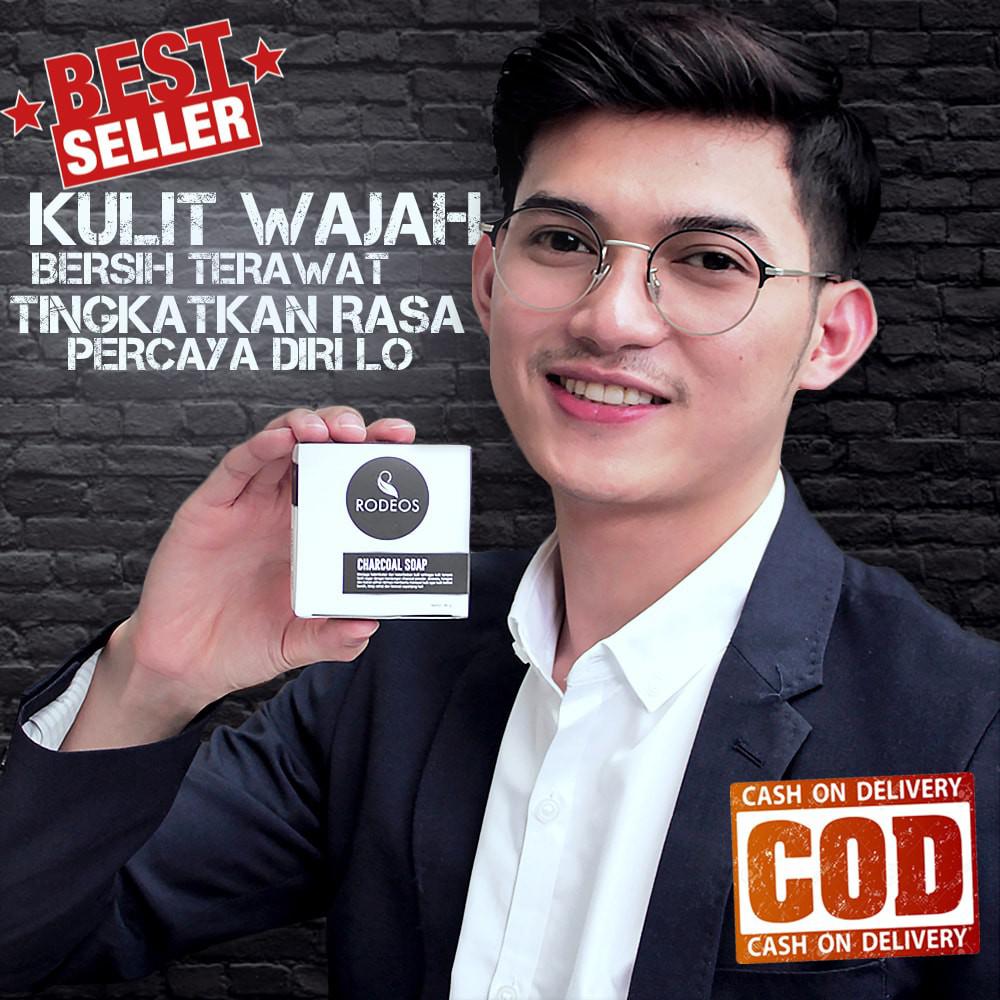 BEST
SELLER
KULIT WAJAH
BERSIH TERAWAT
TINGKATKAN RASA
PERCAYA DIRI LO
RODEOS
CHARCOAL SOAP
CASH ON DELIVERY
COD
CASH ON DELIVERY